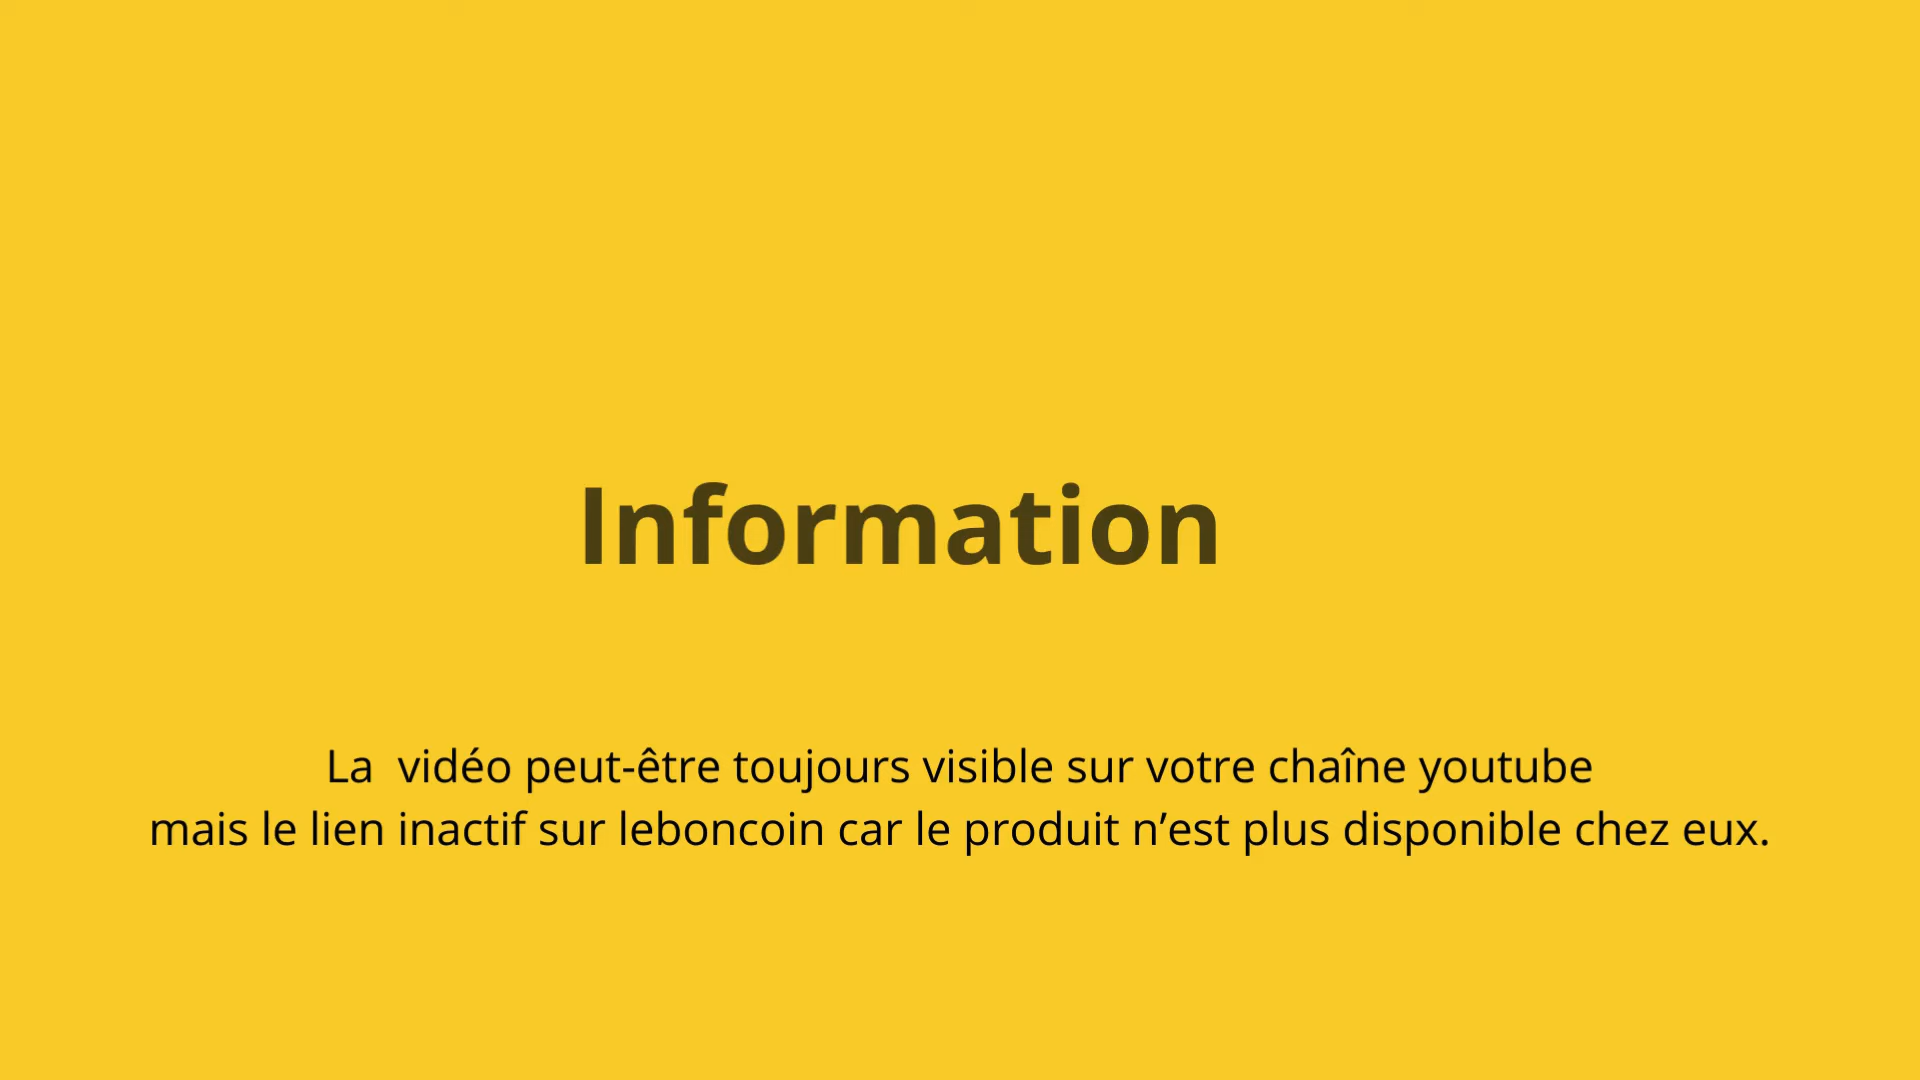 Information
La  vidéo peut-être toujours visible sur votre chaîne youtube
mais le lien inactif sur leboncoin car le produit n’est plus disponible chez eux.